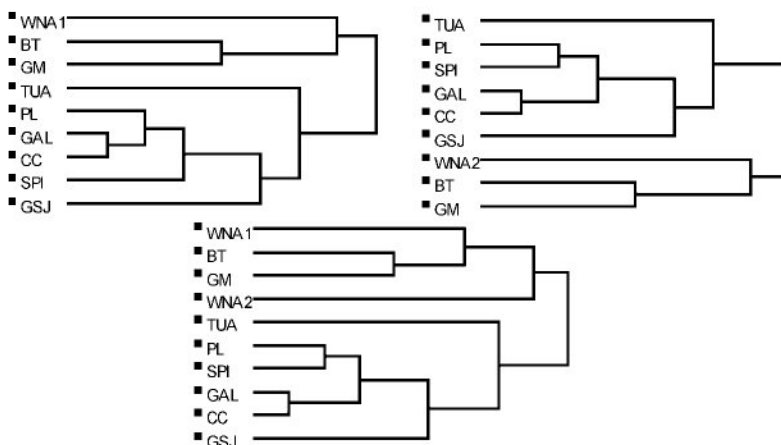 WNA1
BT
GM
TUA
PL
GAL
CC
SPI
GSJ
TUA
PL
SPI
GAL
CC
GSJ
WNA2
BT
GM
WNA1
BT
GM
WNA2
TUA
PL
SPI
GAL
CC
GSJ